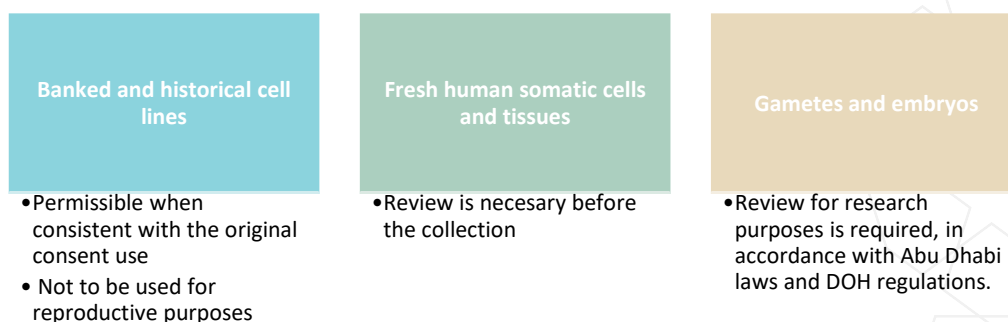 Banked and historical cell
lines
•Permissible when
consistent with the original
consent use
• Not to be used for
reproductive purposes
Fresh human somatic cells
and tissues
•Review is necesary before
the collection
Gametes and embryos
•Review for research
purposes is required, in
accordance with Abu Dhabi
laws and DOH regulations.